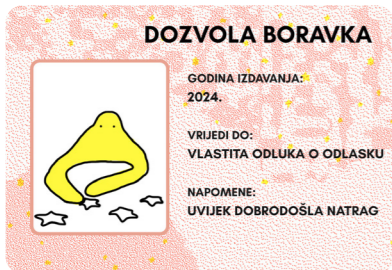 DOZVOLA BORAVKA
GODINA IZDAVANJA:
2024.
VRIJEDI DO:
VLASTITA ODLUKA O ODLASKU
NAPOMENE:
UVIJEK DOBRODOŠLA NATRAG